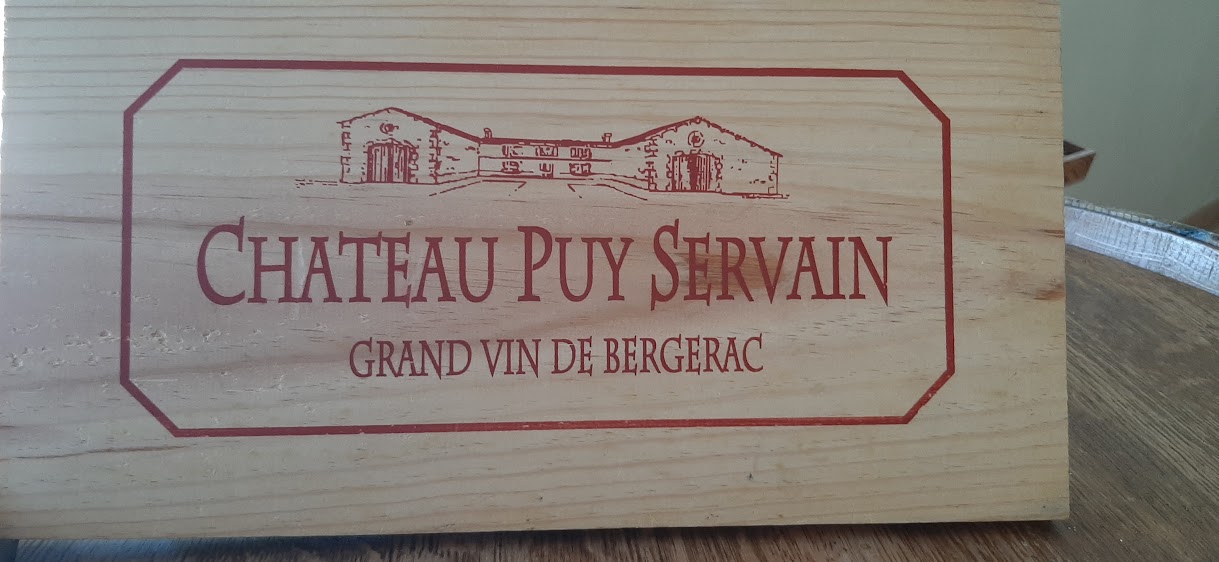 CHATEAU PUY SERVAIN
GRAND VIN DE BERGERAC